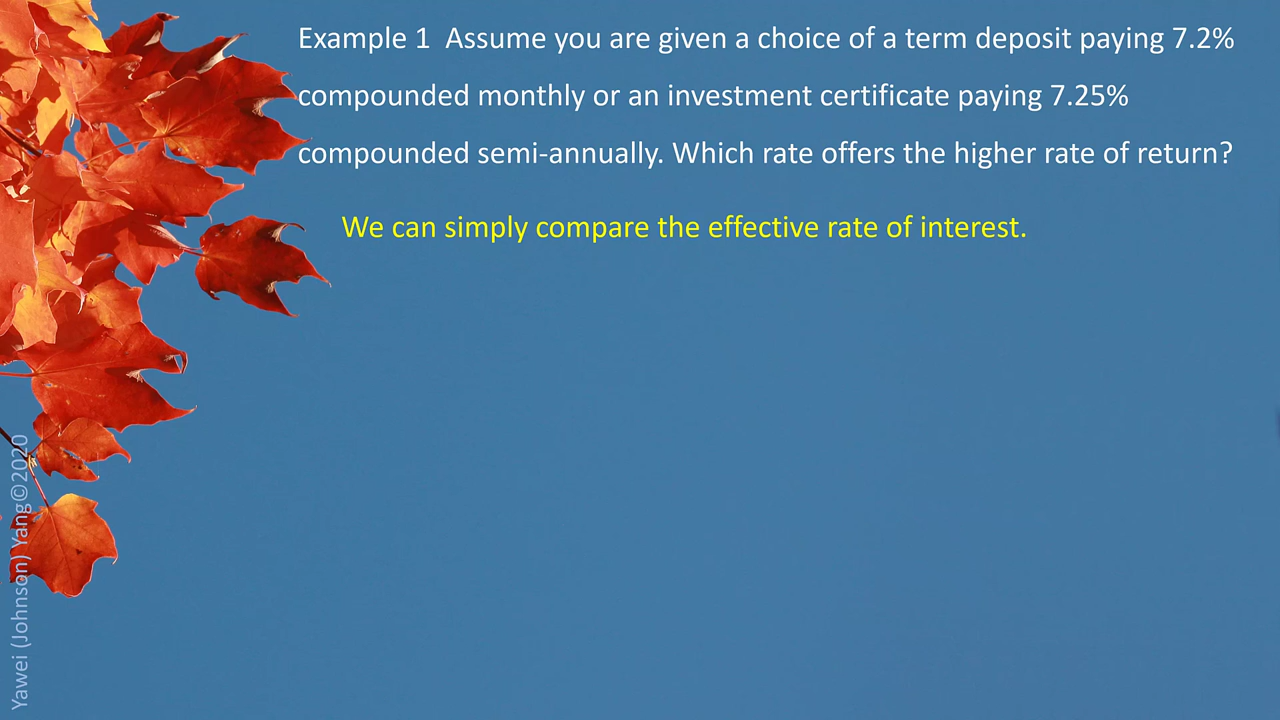 Example 1  Assume you are given a choice of a term deposit paying 7.2%
compounded monthly or an investment certificate paying 7.25%
compounded semi-annually. Which rate offers the higher rate of return?
We can simply compare the effective rate of interest.
Yawei (Johnson) Yang©2020